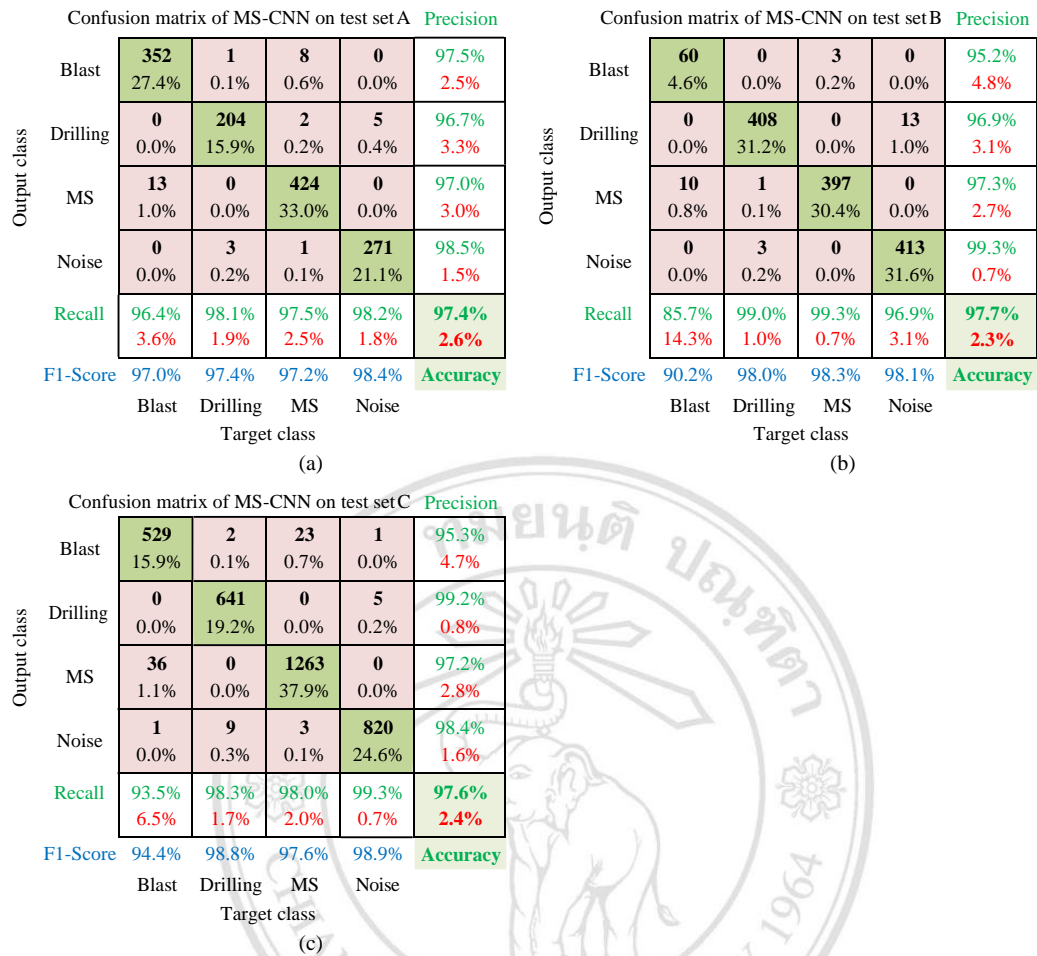 Confusion matrix of MS-CNN on test set A Precision
Output class
Blast 352 1 8 0 97.5%
27.4% 0.1% 0.6% 0.0% 2.5%
Drilling 0 204 2 5 96.7%
0.0% 15.9% 0.2% 0.4% 3.3%
MS 13 0 424 0 97.0%
1.0% 0.0% 33.0% 0.0% 3.0%
Noise 0 3 1 271 98.5%
0.0% 0.2% 0.1% 21.1% 1.5%
Recall 96.4% 98.1% 97.5% 98.2% 97.4%
3.6% 1.9% 2.5% 1.8% 2.6%
F1-Score 97.0% 97.4% 97.2% 98.4% Accuracy
Blast Drilling MS Noise
Target class
(a)
Confusion matrix of MS-CNN on test set B Precision
Output class
Blast 60 0 3 0 95.2%
4.6% 0.0% 0.2% 0.0% 4.8%
Drilling 0 408 0 13 96.9%
0.0% 31.2% 0.0% 1.0% 3.1%
MS 10 1 397 0 97.3%
0.8% 0.1% 30.4% 0.0% 2.7%
Noise 0 3 0 413 99.3%
0.0% 0.2% 0.0% 31.6% 0.7%
Recall 85.7% 99.0% 99.3% 96.9% 97.7%
14.3% 1.0% 0.7% 3.1% 2.3%
F1-Score 90.2% 98.0% 98.3% 98.1% Accuracy
Blast Drilling MS Noise
Target class
(b)
Confusion matrix of MS-CNN on test set C Precision
Output class
Blast 529 2 23 1 95.3%
15.9% 0.1% 0.7% 0.0% 4.7%
Drilling 0 641 0 5 99.2%
0.0% 19.2% 0.0% 0.2% 0.8%
MS 36 0 1263 0 97.2%
1.1% 0.0% 37.9% 0.0% 2.8%
Noise 1 9 3 820 98.4%
0.0% 0.3% 0.1% 24.6% 1.6%
Recall 93.5% 98.3% 98.0% 99.3% 97.6%
6.5% 1.7% 2.0% 0.7% 2.4%
F1-Score 94.4% 98.8% 97.6% 98.9% Accuracy
Blast Drilling MS Noise
Target class
(c)
1964